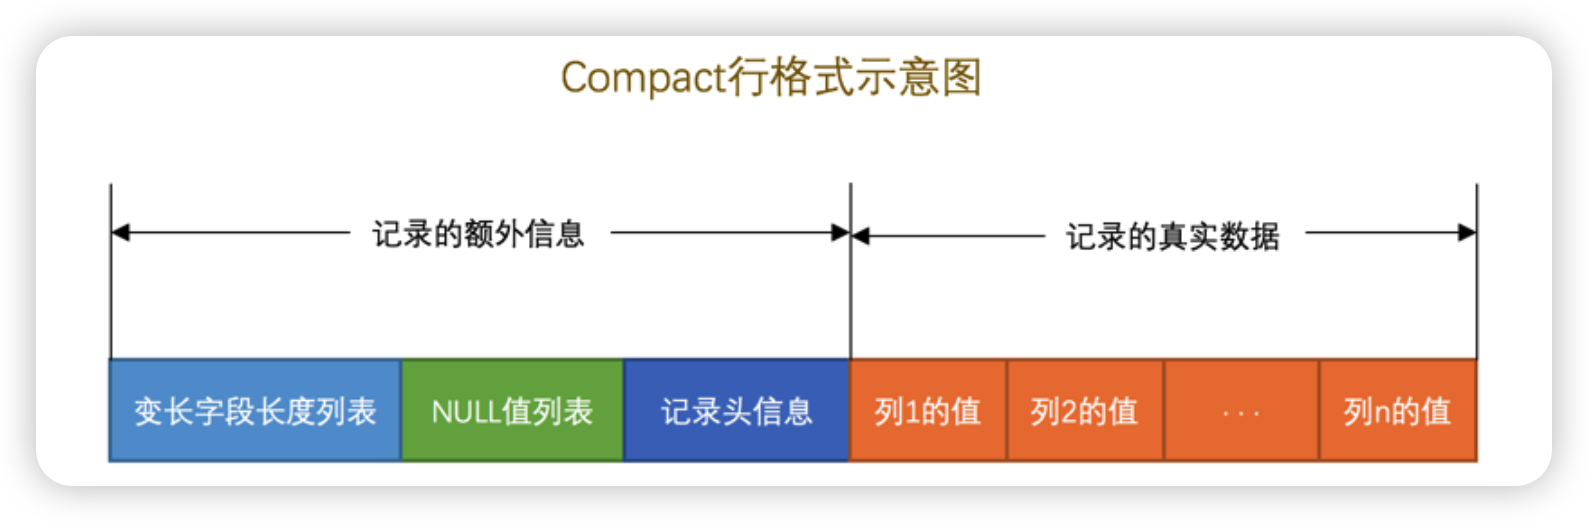 Compact行格式示意图
记录的额外信息
记录的真实数据
变长字段长度列表
NULL值列表
记录头信息
列1的值
列2的值
...
列n的值